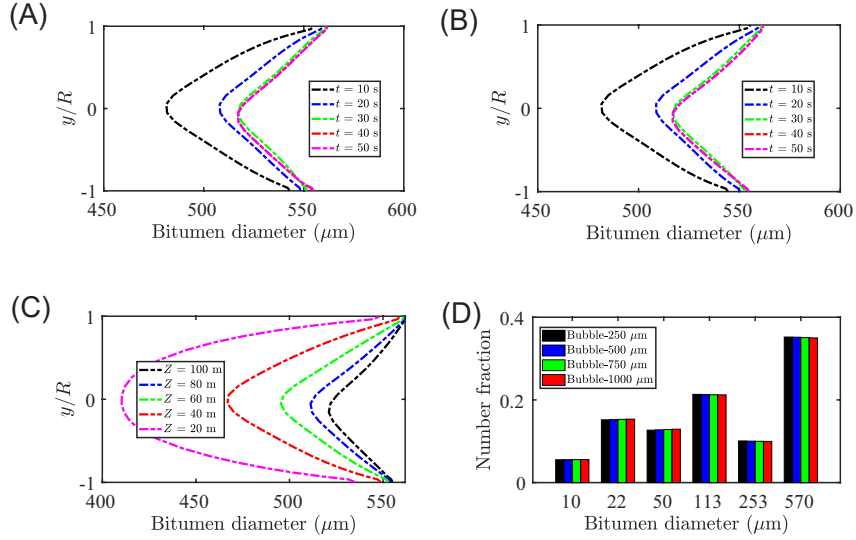 (A)
1
0
-1
y/R
t = 10 s
t = 20 s
t = 30 s
t = 40 s
t = 50 s
450 500 550 600
Bitumen diameter (μm)
(B)
1
0
-1
y/R
t = 10 s
t = 20 s
t = 30 s
t = 40 s
t = 50 s
450 500 550 600
Bitumen diameter (μm)
(C)
1
0
-1
y/R
Z = 100 m
Z = 80 m
Z = 60 m
Z = 40 m
Z = 20 m
400 450 500 550
Bitumen diameter (μm)
(D)
0.4
0.2
0
Number fraction
Bubble-250 μm
Bubble-500 μm
Bubble-750 μm
Bubble-1000 μm
10 22 50 113 253 570
Bitumen diameter (μm)